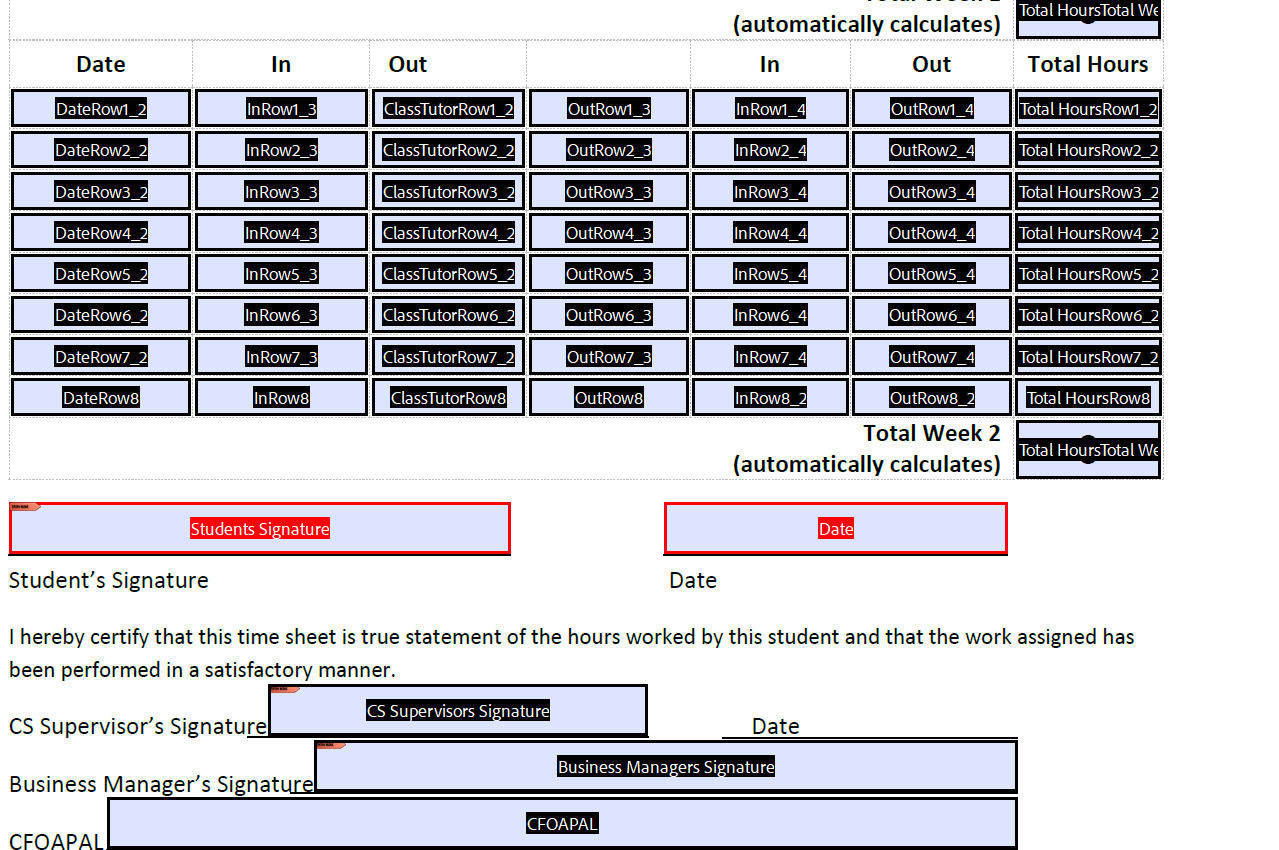 (automatically calculates) Total HoursTotal We
Date In Out In Out Total Hours
DateRow1_2 InRow1_3 ClassTutorRow1_2 OutRow1_3 InRow1_4 OutRow1_4 Total HoursRow1_2
DateRow2_2 InRow2_3 ClassTutorRow2_2 OutRow2_3 InRow2_4 OutRow2_4 Total HoursRow2_2
DateRow3_2 InRow3_3 ClassTutorRow3_2 OutRow3_3 InRow3_4 OutRow3_4 Total HoursRow3_2
DateRow4_2 InRow4_3 ClassTutorRow4_2 OutRow4_3 InRow4_4 OutRow4_4 Total HoursRow4_2
DateRow5_2 InRow5_3 ClassTutorRow5_2 OutRow5_3 InRow5_4 OutRow5_4 Total HoursRow5_2
DateRow6_2 InRow6_3 ClassTutorRow6_2 OutRow6_3 InRow6_4 OutRow6_4 Total HoursRow6_2
DateRow7_2 InRow7_3 ClassTutorRow7_2 OutRow7_3 InRow7_4 OutRow7_4 Total HoursRow7_2
DateRow8 InRow8 ClassTutorRow8 OutRow8 InRow8_2 OutRow8_2 Total HoursRow8
Total Week 2
(automatically calculates) Total HoursTotal We
Students Signature Date
Student’s Signature Date
I hereby certify that this time sheet is true statement of the hours worked by this student and that the work assigned has
been performed in a satisfactory manner.
CS Supervisor’s Signature CS Supervisors Signature Date
Business Manager’s Signature Business Managers Signature
CFOAPAL CFOAPAL